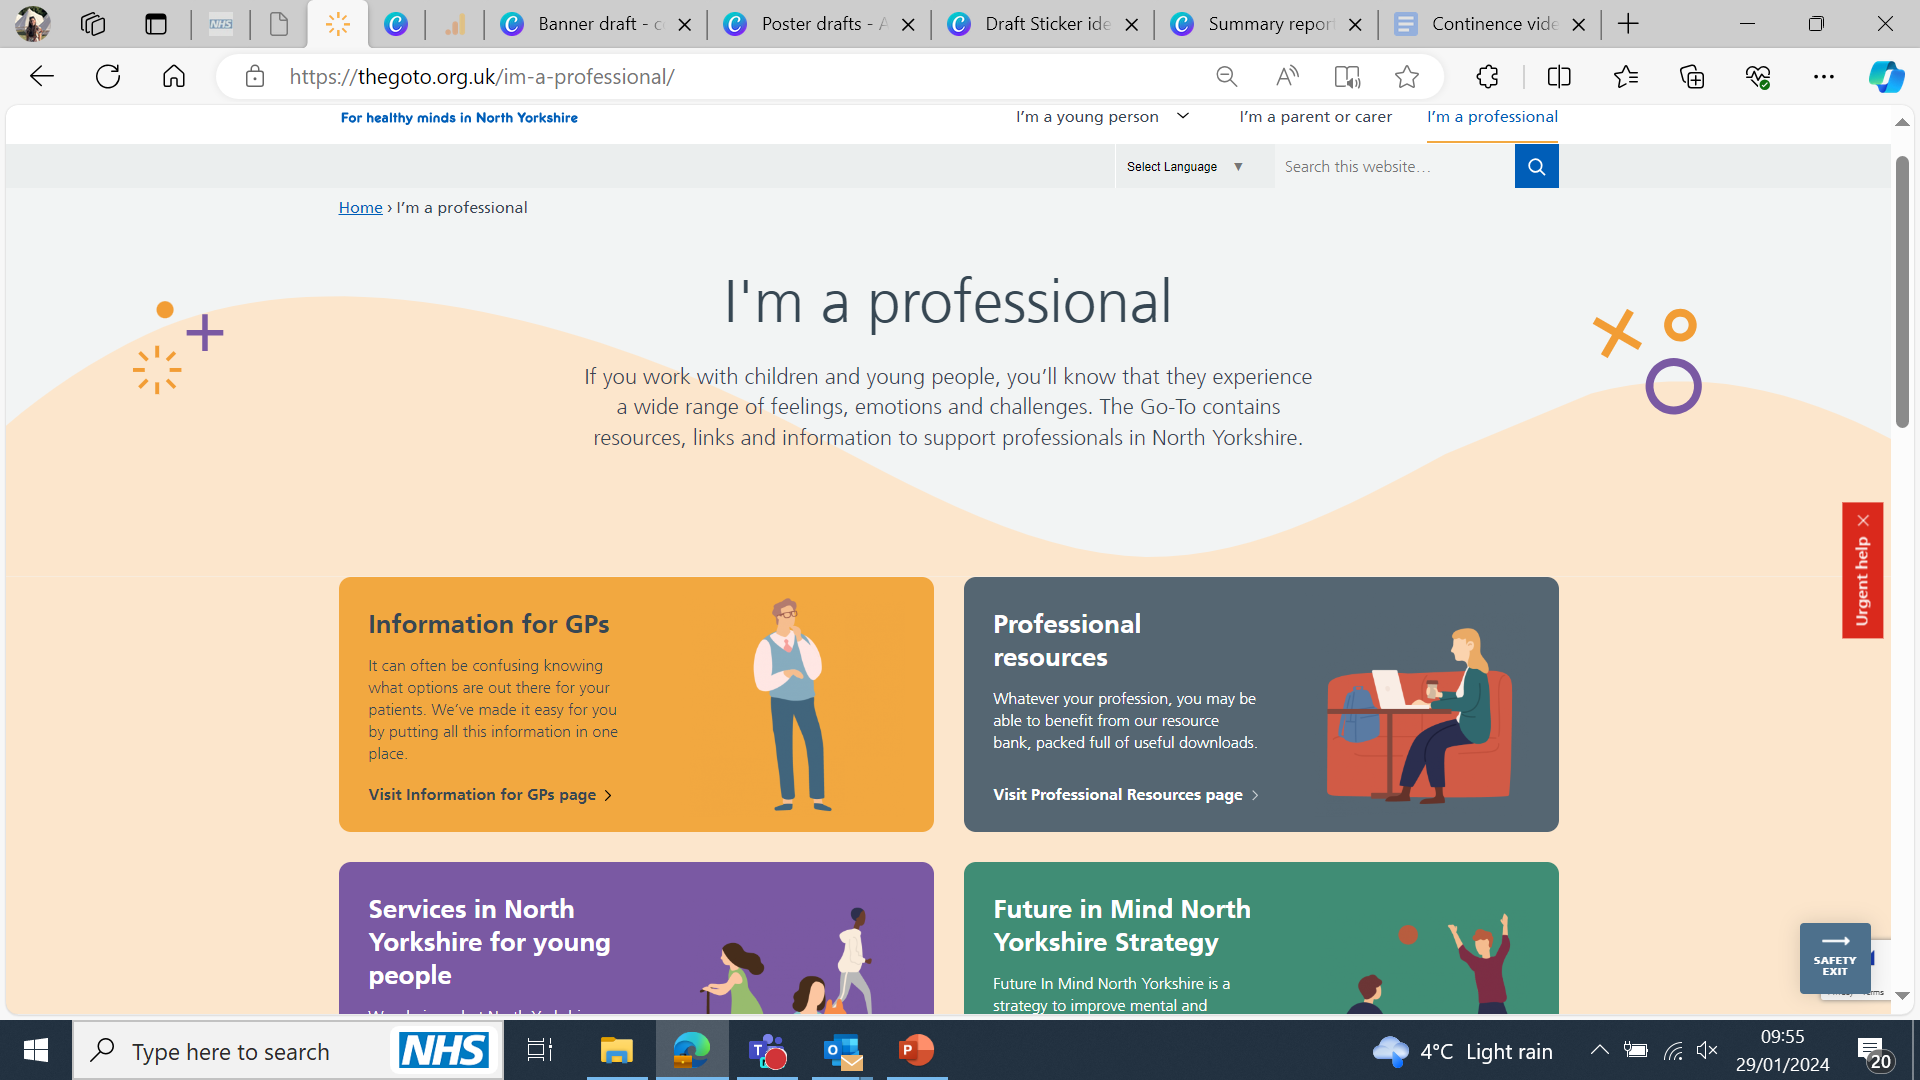 NHS
Banner draft - co
Poster drafts - A
Draft Sticker ide
Summary report
Continence vide
https://thegoto.org.uk/im-a-professional/
For healthy minds in North Yorkshire
I'm a young person
I'm a parent or carer
I'm a professional
Select Language ▼
Search this website...
Home › I'm a professional
I'm a professional
If you work with children and young people, you'll know that they experience
a wide range of feelings, emotions and challenges. The Go-To contains
resources, links and information to support professionals in North Yorkshire.
Urgent help ×
Information for GPs
It can often be confusing knowing
what options are out there for your
patients. We've made it easy for you
by putting all this information in one
place.
Visit Information for GPs page >
Professional
resources
Whatever your profession, you may be
able to benefit from our resource
bank, packed full of useful downloads.
Visit Professional Resources page >
Services in North
Yorkshire for young
people
Future in Mind North
Yorkshire Strategy
Future In Mind North Yorkshire is a
strategy to improve mental and
SAFETY
EXIT
Type here to search
NHS
4°C Light rain
09:55
29/01/2024
20